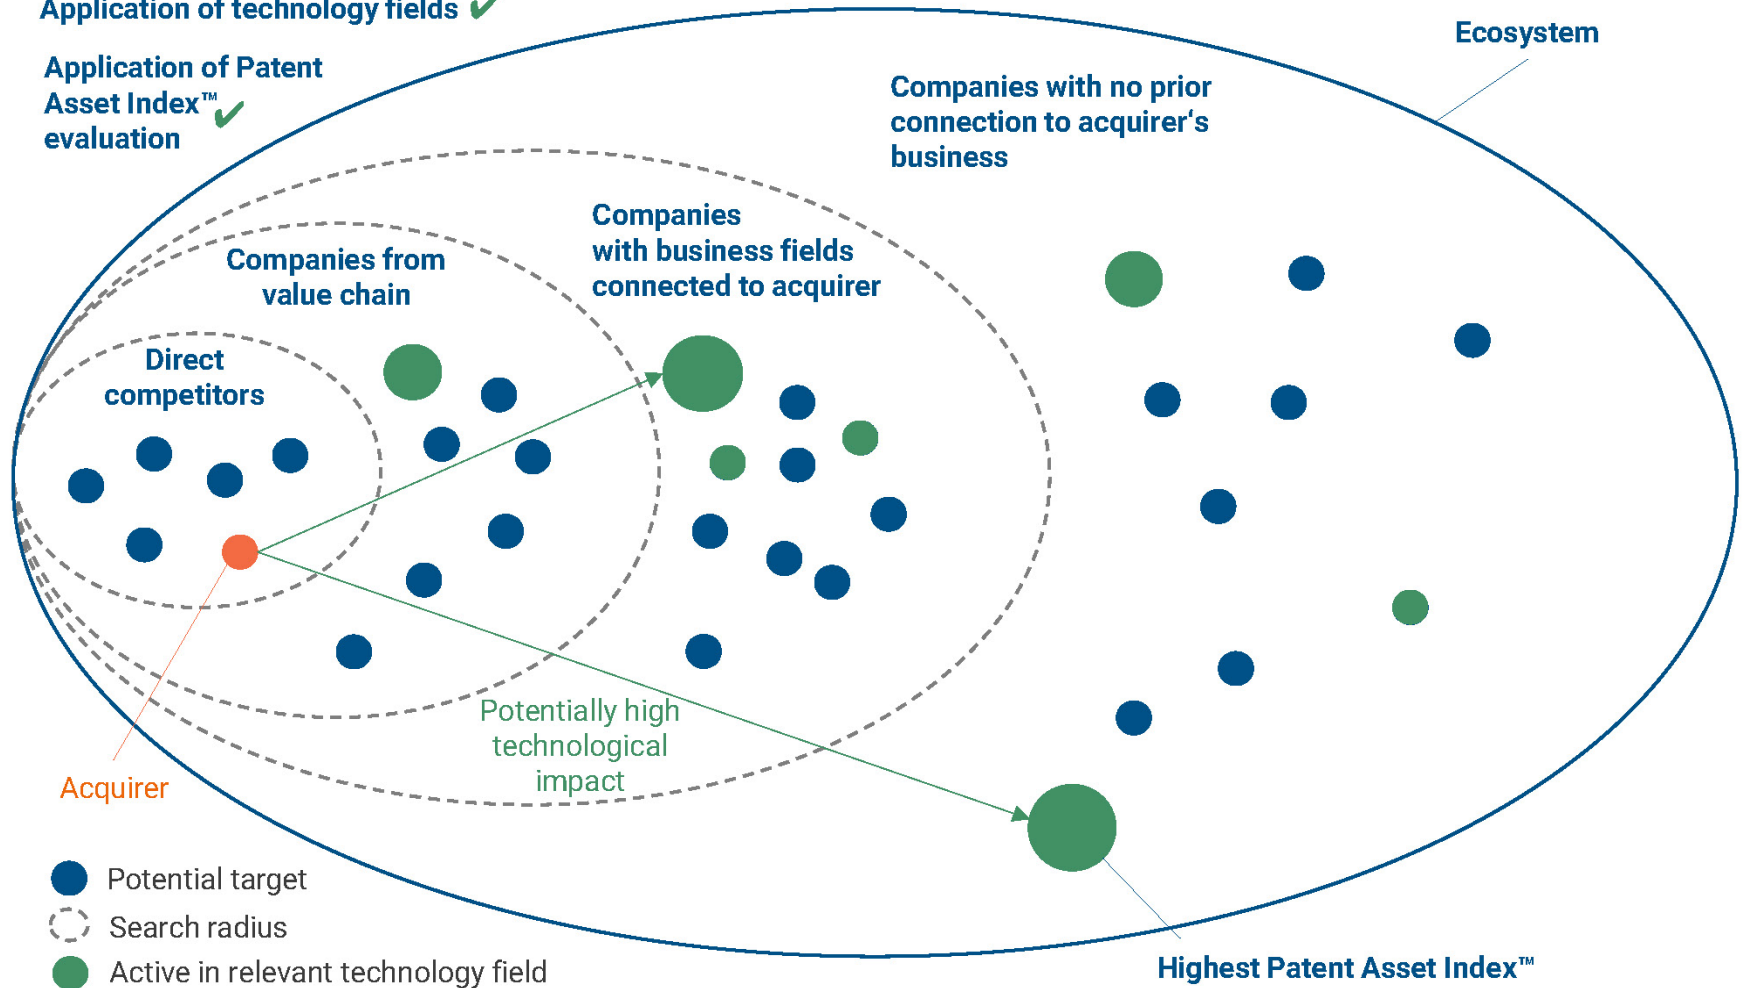 Application of technology fields
Application of Patent
Asset Index™
evaluation
Ecosystem
Companies with no prior
connection to acquirer‘s
business
Companies
with business fields
connected to acquirer
Companies from
value chain
Direct
competitors
Potentially high
technological
impact
Acquirer
Potential target
Search radius
Active in relevant technology field
Highest Patent Asset Index™